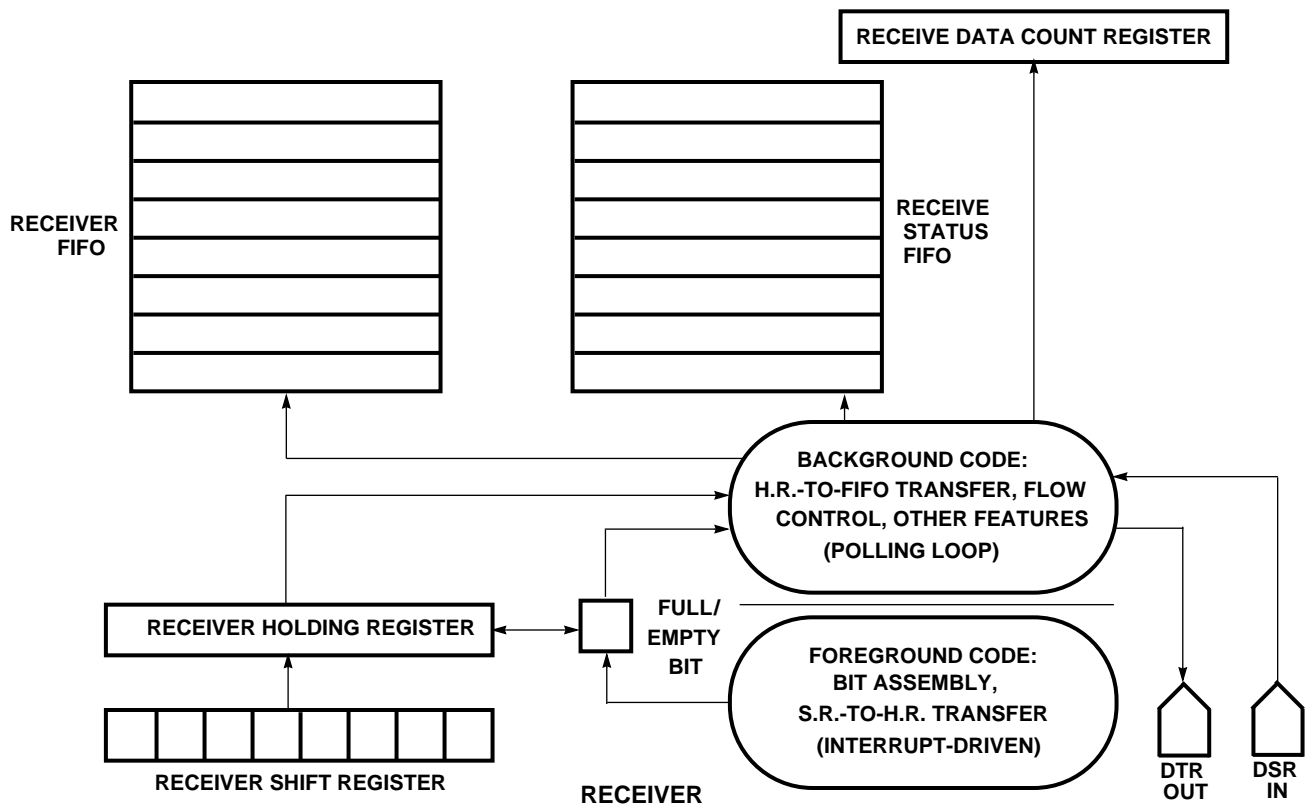 RECEIVE DATA COUNT REGISTER
RECEIVER
FIFO
RECEIVE
STATUS
FIFO
BACKGROUND CODE:
H.R.-TO-FIFO TRANSFER, FLOW
CONTROL, OTHER FEATURES
(POLLING LOOP)
RECEIVER HOLDING REGISTER
FULL/
EMPTY
BIT
FOREGROUND CODE:
BIT ASSEMBLY,
S.R.-TO-H.R. TRANSFER
(INTERRUPT-DRIVEN)
RECEIVER SHIFT REGISTER
DTR
OUT
DSR
IN
RECEIVER